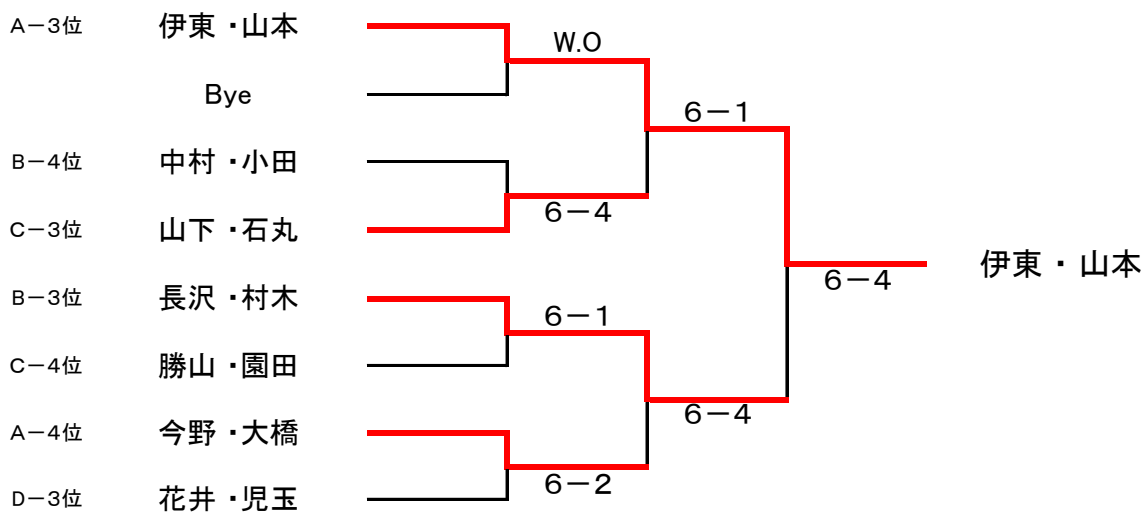 A－3位 伊東・山本
W.O
Bye
6－1
B－4位 中村・小田
6－4
C－3位 山下・石丸
伊東・山本
6－4
B－3位 長沢・村木
6－1
C－4位 勝山・園田
6－4
A－4位 今野・大橋
6－2
D－3位 花井・児玉